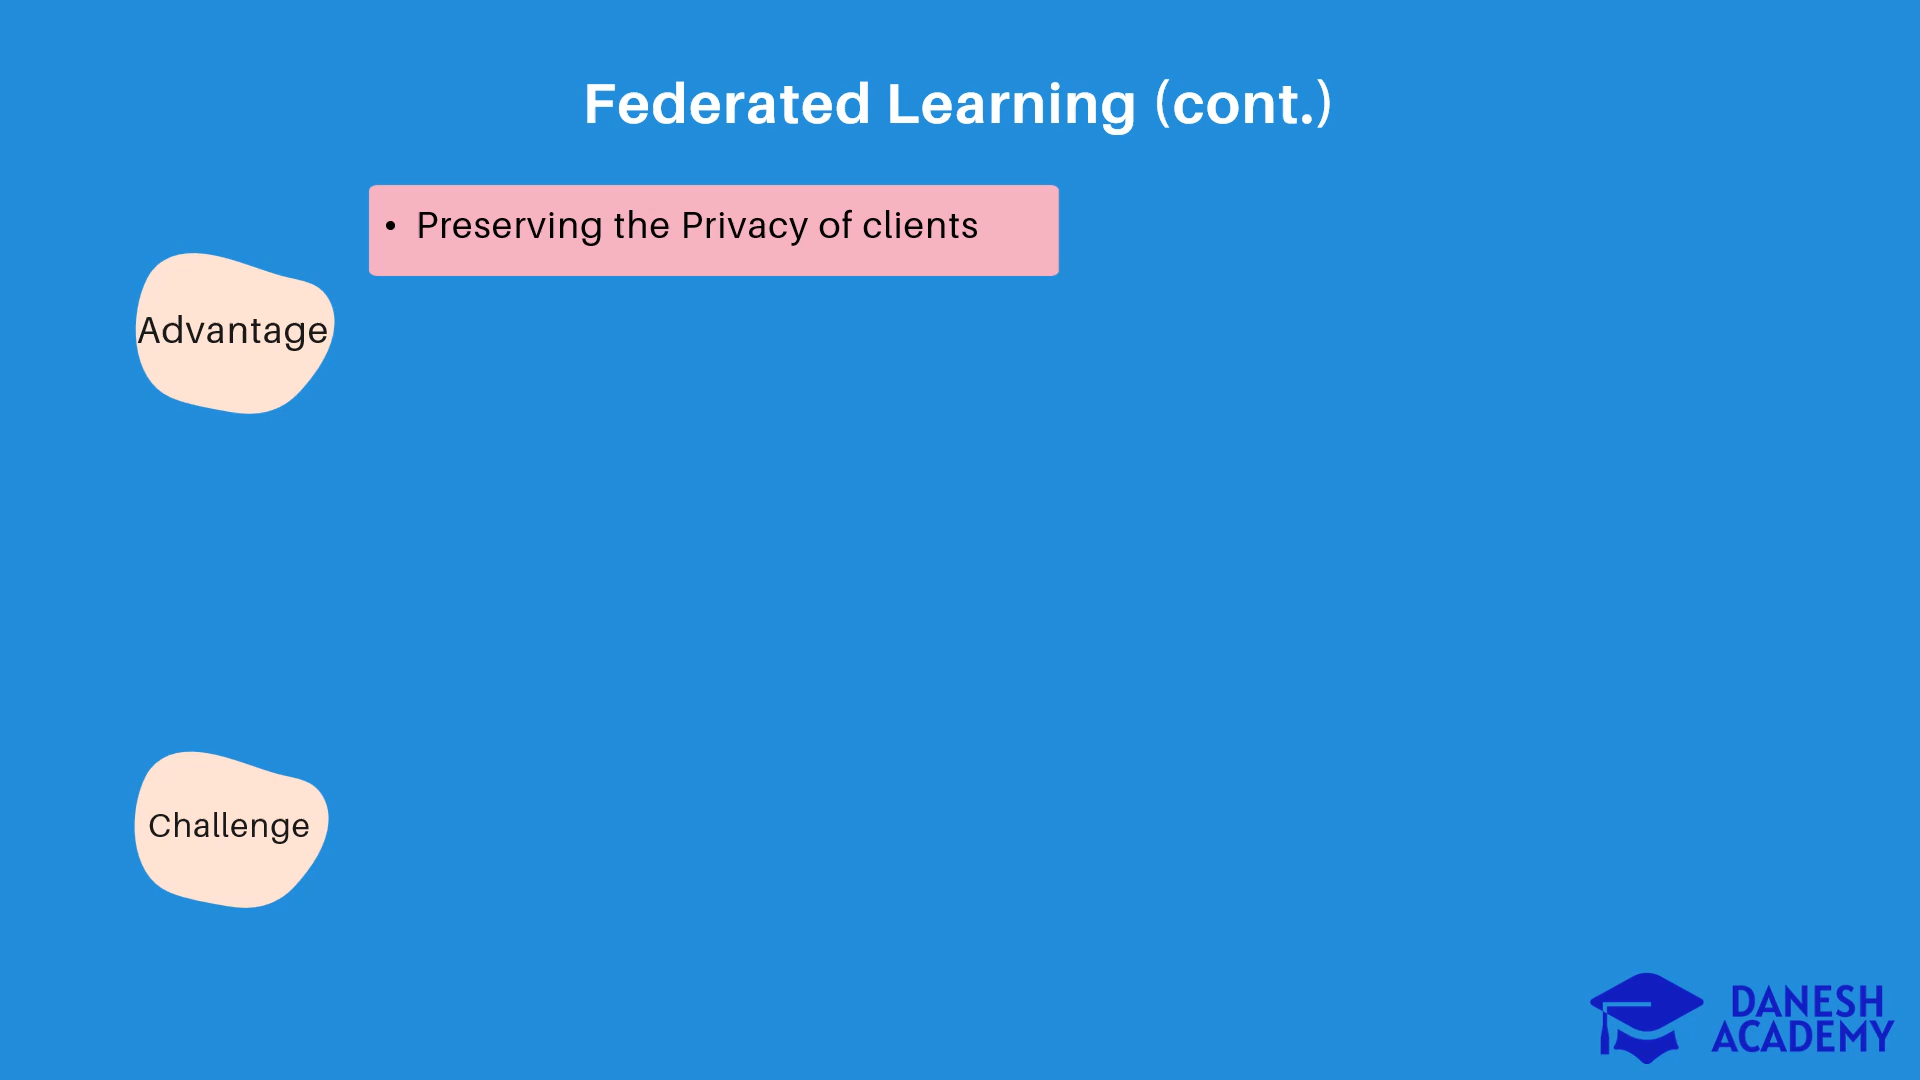 Federated Learning (cont.)
• Preserving the Privacy of clients
Advantage
Challenge
DANESH
ACADEMY